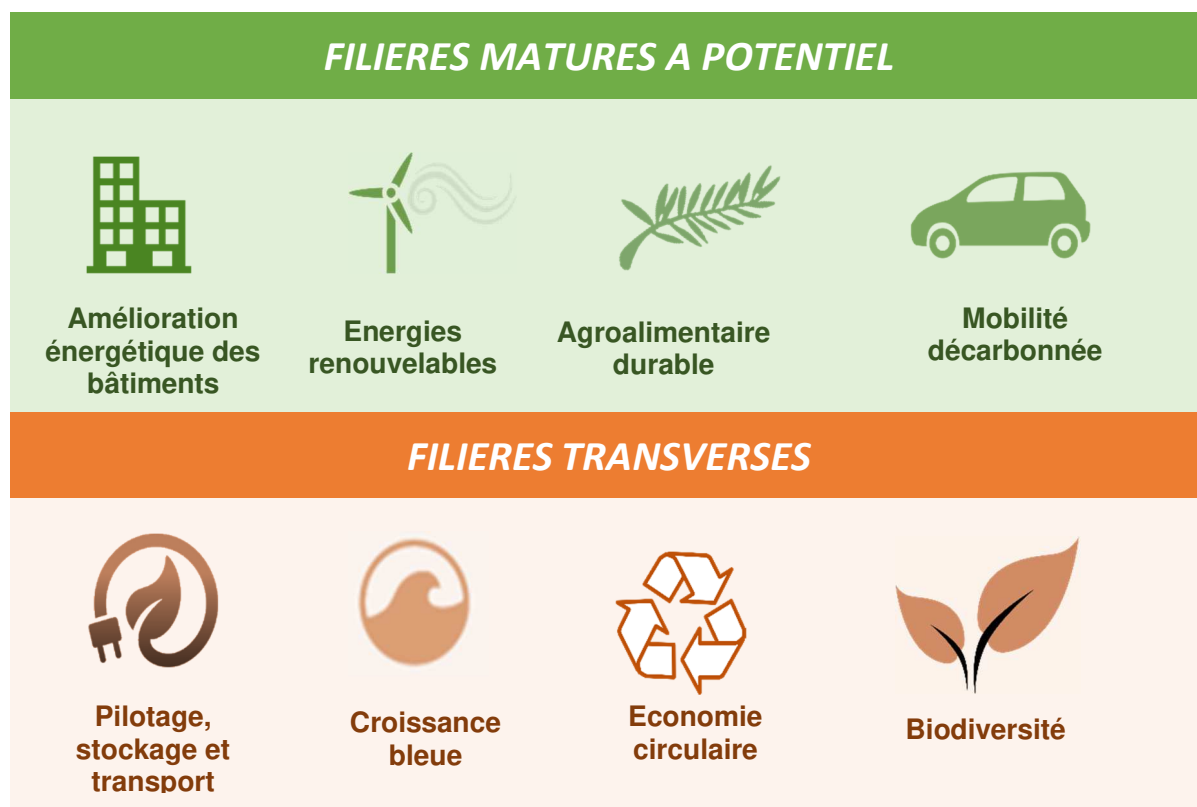 FILIERES MATURES A POTENTIEL
Amélioration
énergétique des
bâtiments
Energies
renouvelables
Agroalimentaire
durable
Mobilité
décarbonnée
FILIERES TRANSVERSES
Pilotage,
stockage et
transport
Croissance
bleue
Economie
circulaire
Biodiversité